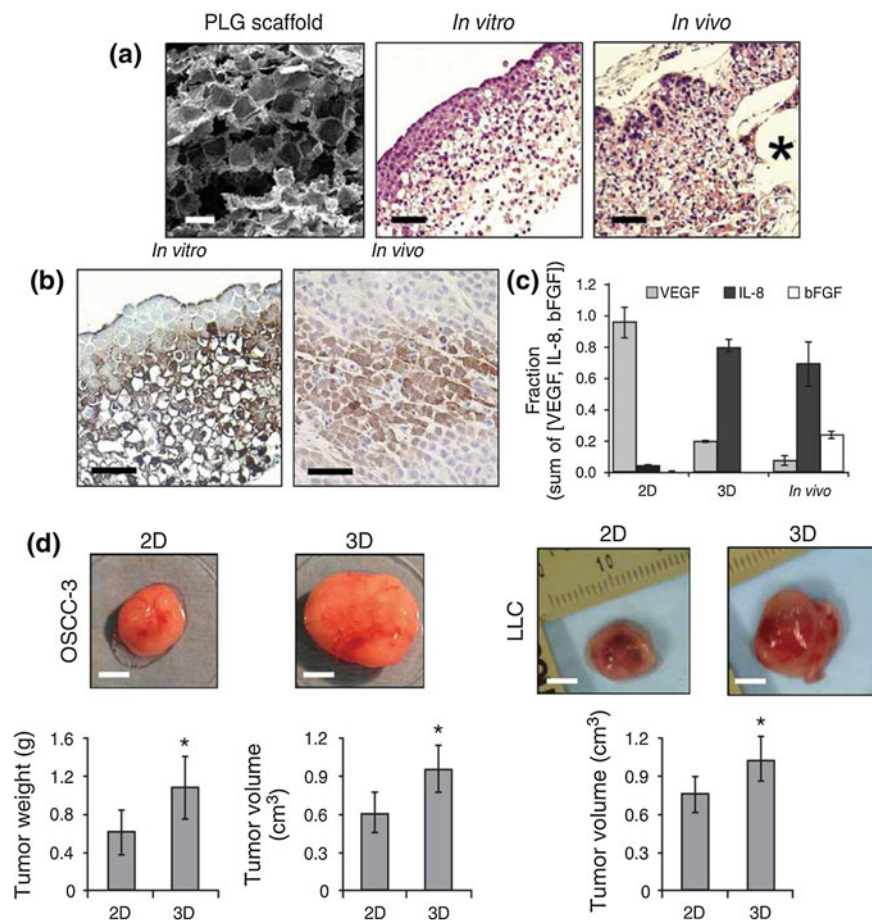 PLG scaffold
In vitro
In vivo
(a)
*
In vitro
In vivo
(b)
(c)
VEGF
IL-8
bFGF
Fraction
(sum of [VEGF, IL-8, bFGF])
1.2
1.0
0.8
0.6
0.4
0.2
0.0
2D
3D
In vivo
(d)
2D
3D
2D
3D
OSCC-3
LLC
10
Tumor weight (g)
1.6
1.2
0.8
0.4
0
*
2D
3D
Tumor volume
(cm3)
1.2
0.9
0.6
0.3
0
*
2D
3D
Tumor volume (cm3)
1.2
0.9
0.6
0.3
0
*
2D
3D